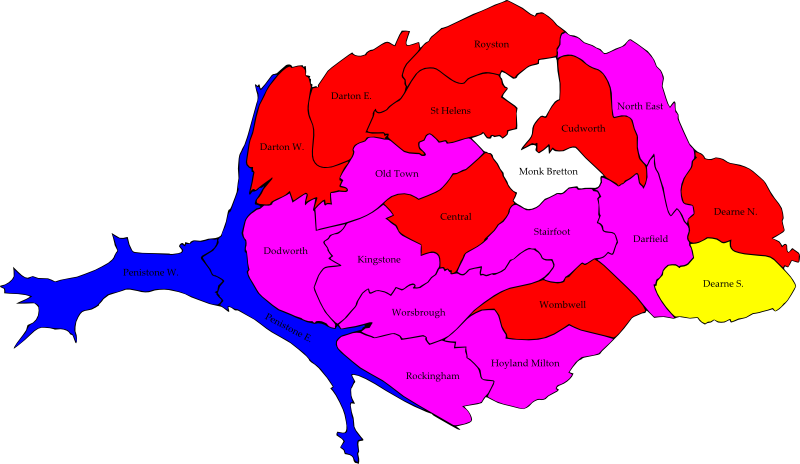 Royston
Darton E.
North East
St Helens
Cudworth
Darton W.
Old Town
Monk Bretton
Dearne N.
Central
Stairfoot
Darfield
Dodworth
Kingstone
Penistone W.
Dearne S.
Wombwell
Worsbrough
Penistone E.
Hoyland Milton
Rockingham